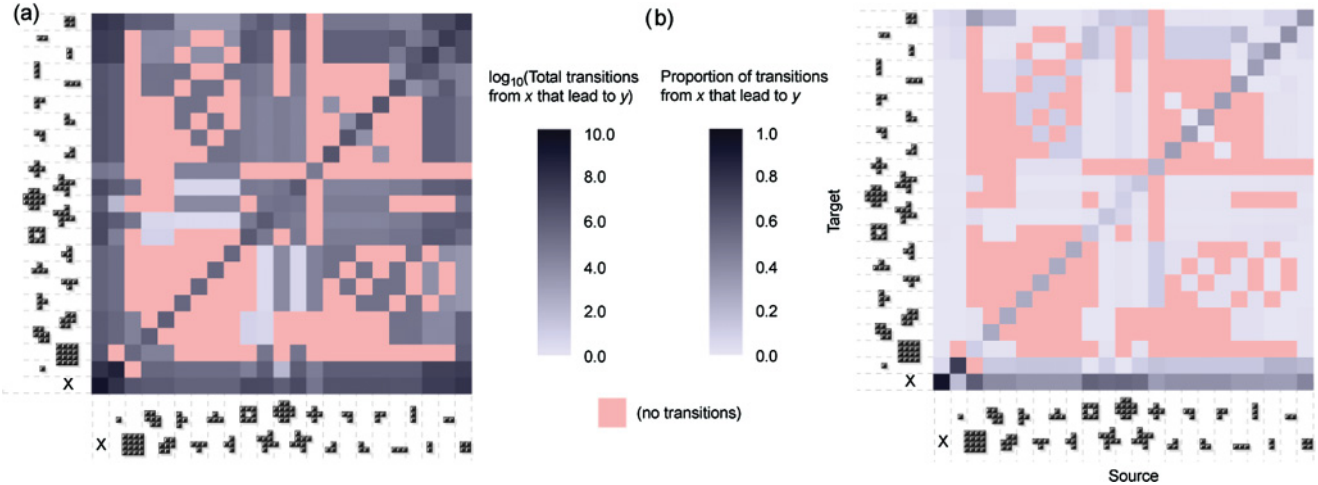 (a)
(b)
log10(Total transitions
from x that lead to y)
10.0
8.0
6.0
4.0
2.0
0.0
Proportion of transitions
from x that lead to y
1.0
0.8
0.6
0.4
0.2
0.0
(no transitions)
Target
X
X
X
X
Source